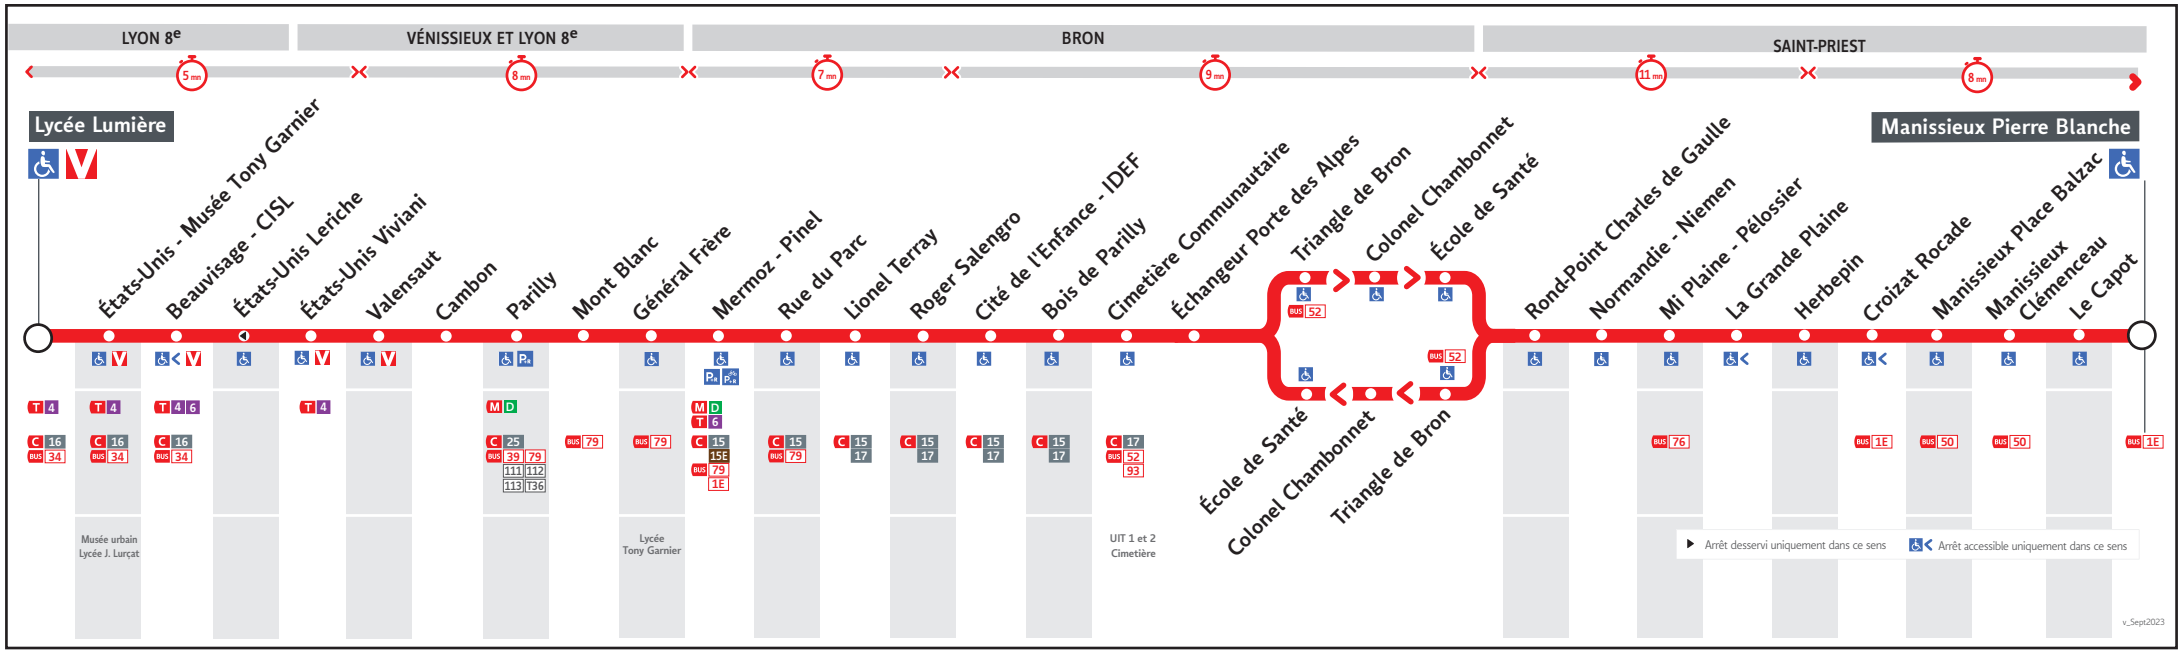 LYON 8e
VÉNISSIEUX ET LYON 8e
BRON
SAINT-PRIEST
5 mn
8 mn
7 mn
9 mn
11 mn
8 mn
Lycée Lumière
V
Manissieux Pierre Blanche
États-Unis - Musée Tony Garnier
Beauvisage - CISL
États-Unis Leriche
États-Unis Viviani
Valensaut
Cambon
Parilly
Mont Blanc
Général Frère
Mermoz - Pinel
Rue du Parc
Lionel Terray
Roger Salengro
Cité de l'Enfance - IDEF
Bois de Parilly
Cimetière Communautaire
Échangeur Porte des Alpes
Triangle de Bron
Colonel Chambonnet
École de Santé
BUS 52
École de Santé
Colonel Chambonnet
Triangle de Bron
BUS 52
Rond-Point Charles de Gaulle
Normandie - Niemen
Mi Plaine - Pélossier
La Grande Plaine
Herbepin
Croizat Rocade
Manissieux Place Balzac
Manissieux
Clémenceau
Le Capot
V
V
V
V
P+R
P+R P+R
T 4
C 16
BUS 34
T 4
C 16
BUS 34
T 4 6
C 16
BUS 34
T 4
M D
C 25
BUS 39 79
111 112
113 T36
BUS 79
BUS 79
M D
T 6
C 15
15E
BUS 79
1E
C 15
BUS 79
C 15
17
C 15
17
C 15
17
C 15
17
C 17
BUS 52
93
BUS 76
BUS 1E
BUS 50
BUS 50
BUS 1E
Musée urbain
Lycée J. Lurçat
Lycée
Tony Garnier
UIT 1 et 2
Cimetière
Arrêt desservi uniquement dans ce sens
Arrêt accessible uniquement dans ce sens
v_Sept2023